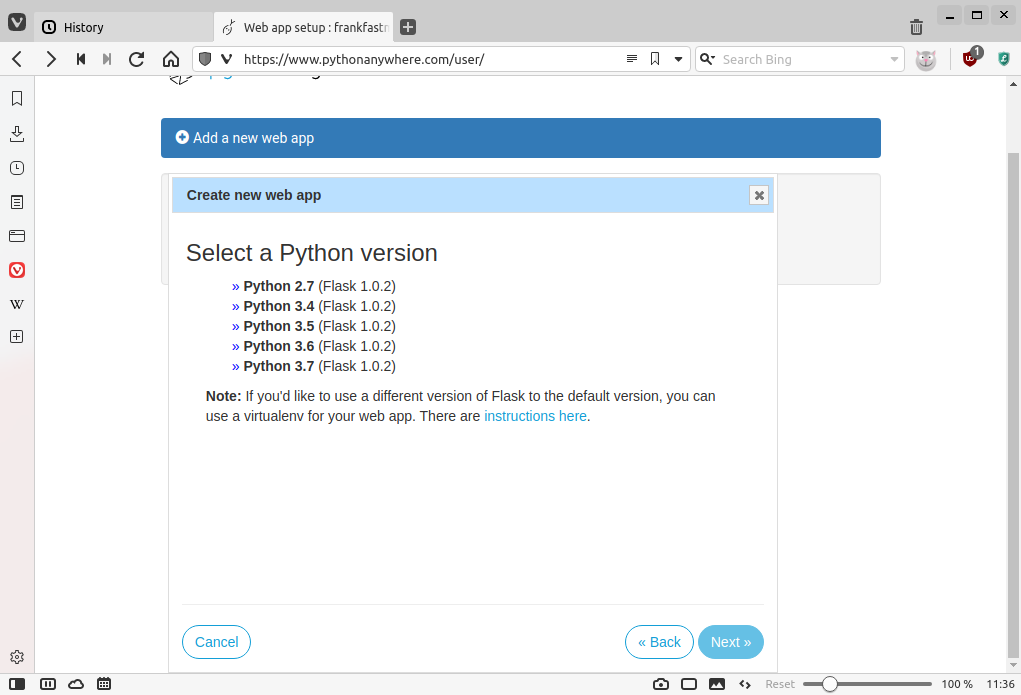 History
Web app setup : frankfastm
https://www.pythonanywhere.com/user/
Search Bing
1
Add a new web app
Create new web app
Select a Python version
» Python 2.7 (Flask 1.0.2)
» Python 3.4 (Flask 1.0.2)
» Python 3.5 (Flask 1.0.2)
» Python 3.6 (Flask 1.0.2)
» Python 3.7 (Flask 1.0.2)
Note: If you'd like to use a different version of Flask to the default version, you can
use a virtualenv for your web app. There are instructions here.
Cancel
« Back
Next »
Reset
100 %
11:36